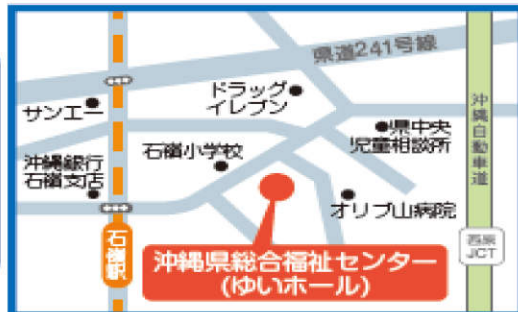 県道241号線
ドラッグ
イレブン
サンエー
県中央
児童相談所
沖縄自動車道
石嶺小学校
沖縄銀行
石嶺支店
オリブ山病院
石嶺駅
西原
JCT
沖縄県総合福祉センター
(ゆいホール)